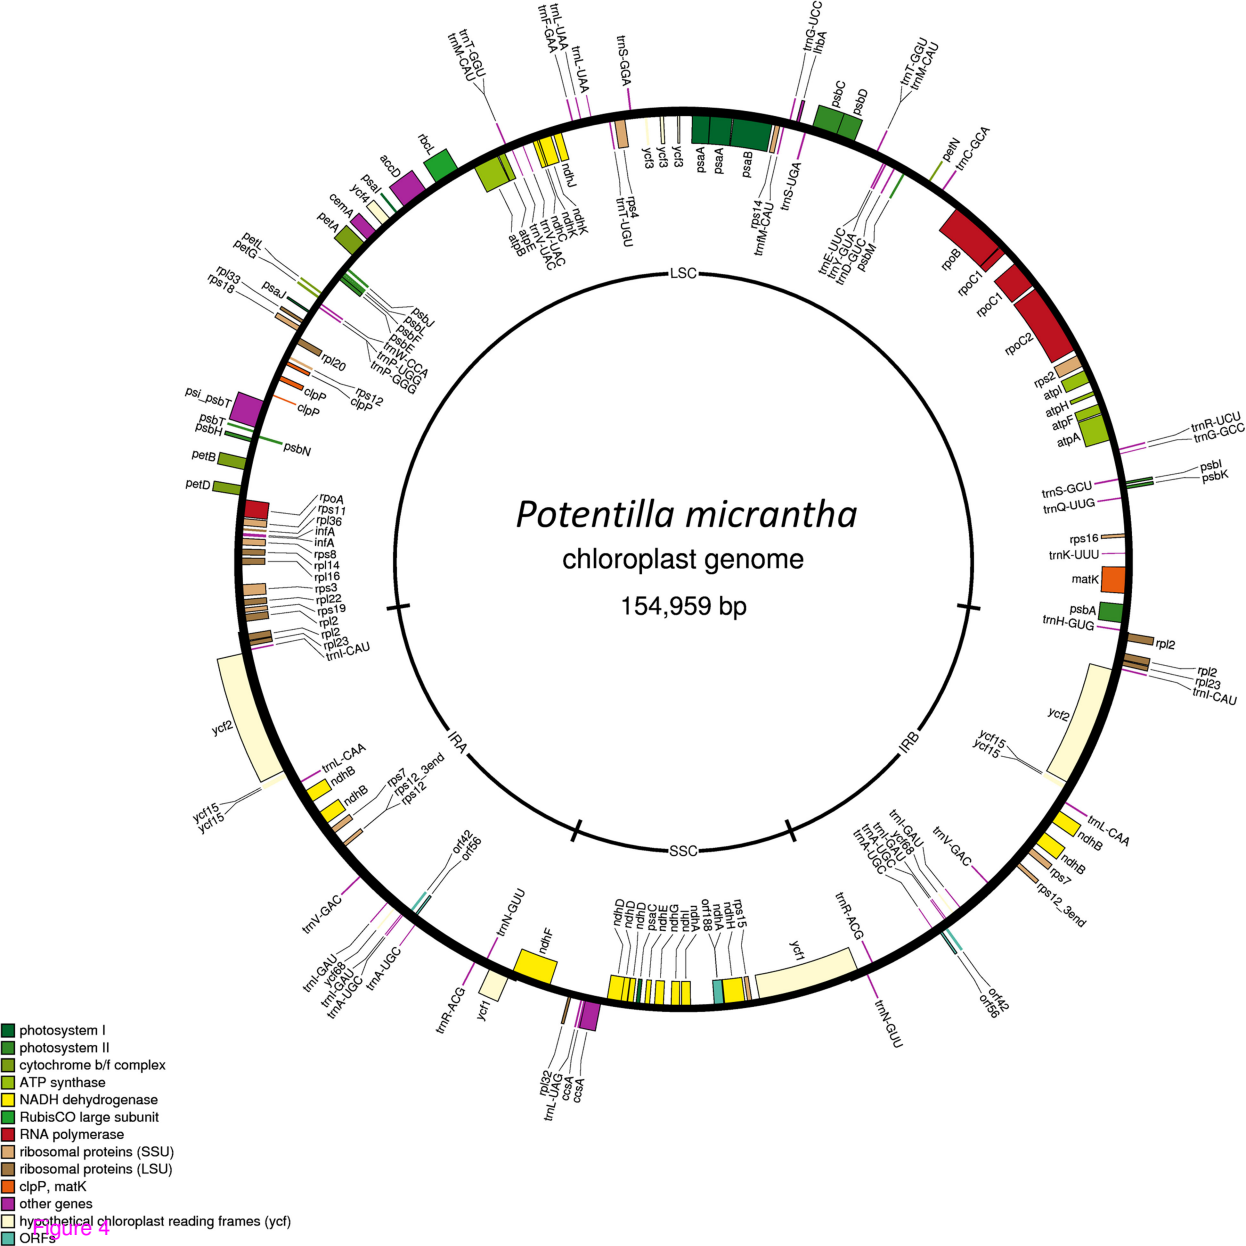 trnG-UCC
lhbA
psbC
psbD
trnT-GGU
trnM-CAU
petN
trnC-GCA
rpoB
rpoC1
rpoC1
rpoC2
rps2
atpI
atpH
atpF
atpA
trnR-UCU
trnG-GCC
psbI
psbK
trnS-GCU
trnQ-UUG
rps16
trnK-UUU
matK
psbA
trnH-GUG
rpl2
rpl2
rpl23
trnI-CAU
ycf2
ycf15
ycf15
trnL-CAA
ndhB
ndhB
rps7
rps12_3end
trnV-GAC
trnI-GAU
ycf68
trnI-GAU
trnA-UGC
trnA-UGC
orf42
orf56
trnR-ACG
trnN-GUU
ycf1
rps15
ndhH
ndhA
orf188
ndhA
ndhI
ndhG
ndhE
psaC
ndhD
ndhD
ndhD
ccsA
ccsA
trnL-UAG
rpl32
ndhF
ycf1
trnN-GUU
trnR-ACG
orf56
orf42
trnA-UGC
trnA-UGC
trnI-GAU
ycf68
trnI-GAU
trnV-GAC
rps12
rps12_3end
rps7
ndhB
ndhB
trnL-CAA
ycf15
ycf15
ycf2
trnI-CAU
rpl23
rpl2
rpl2
rps19
rpl22
rps3
rpl16
rpl14
rps8
infA
infA
rpl36
rps11
rpoA
petD
petB
psbH
psbT
psi_psbT
psbN
clpP
clpP
clpP
rps12
rpl20
rps18
rpl33
psaJ
trnP-GGG
trnP-UGG
trnW-CCA
petG
petL
psbE
psbF
psbL
psbJ
petA
cemA
ycf4
psaI
accD
rbcL
atpB
atpE
trnM-CAU
trnT-GGU
trnV-UAC
trnV-UAC
ndhC
ndhK
ndhK
ndhJ
trnF-GAA
trnL-UAA
trnL-UAA
trnT-UGU
rps4
trnS-GGA
ycf3
ycf3
ycf3
psaA
psaA
psaB
rps14
trnfM-CAU
trnS-UGA
trnE-UUC
trnY-GUA
trnD-GUC
psbM
LSC
IRB
SSC
IRA
Potentilla micrantha
chloroplast genome
154,959 bp
photosystem I
photosystem II
cytochrome b/f complex
ATP synthase
NADH dehydrogenase
RubisCO large subunit
RNA polymerase
ribosomal proteins (SSU)
ribosomal proteins (LSU)
clpP, matK
other genes
hypothetical chloroplast reading frames (ycf)
ORFs
Figure 4